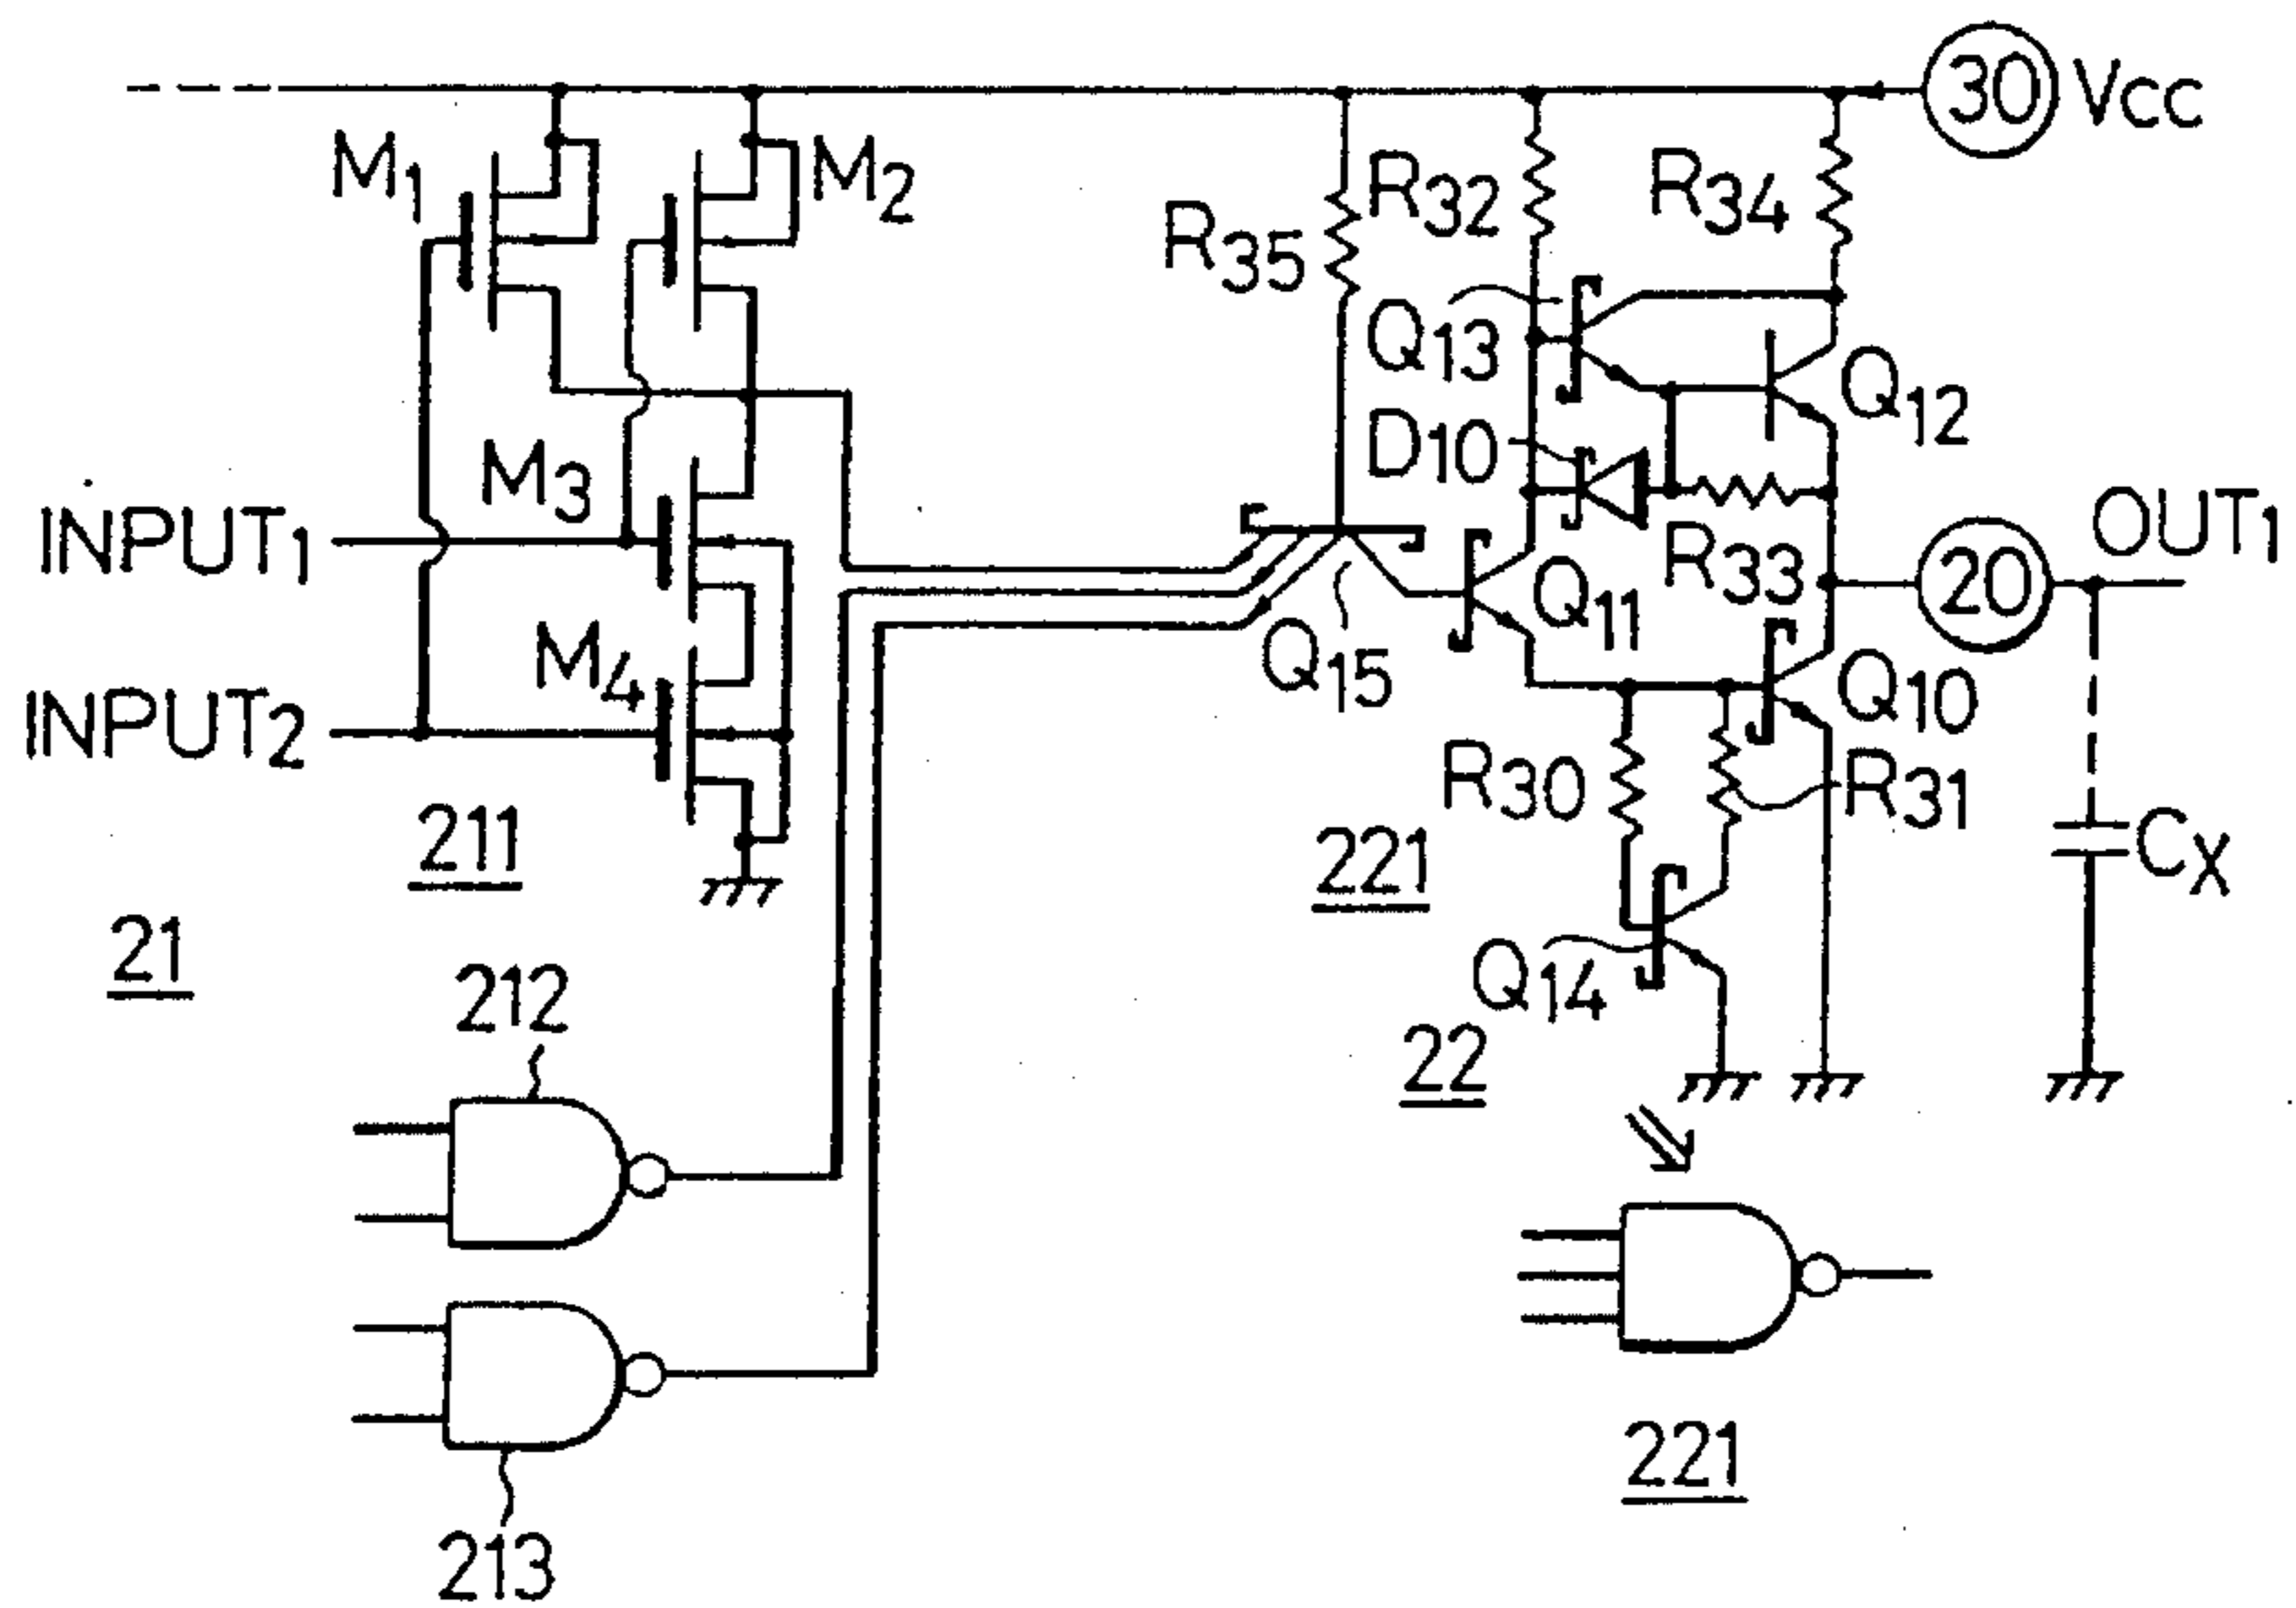 30 Vcc
M1
M2
R35
R32
R34
Q13
Q12
D10
M3
INPUT1
R33
20
OUT1
Q11
M4
Q15
Q10
INPUT2
R30
R31
211
221
Cx
21
212
Q14
22
221
213